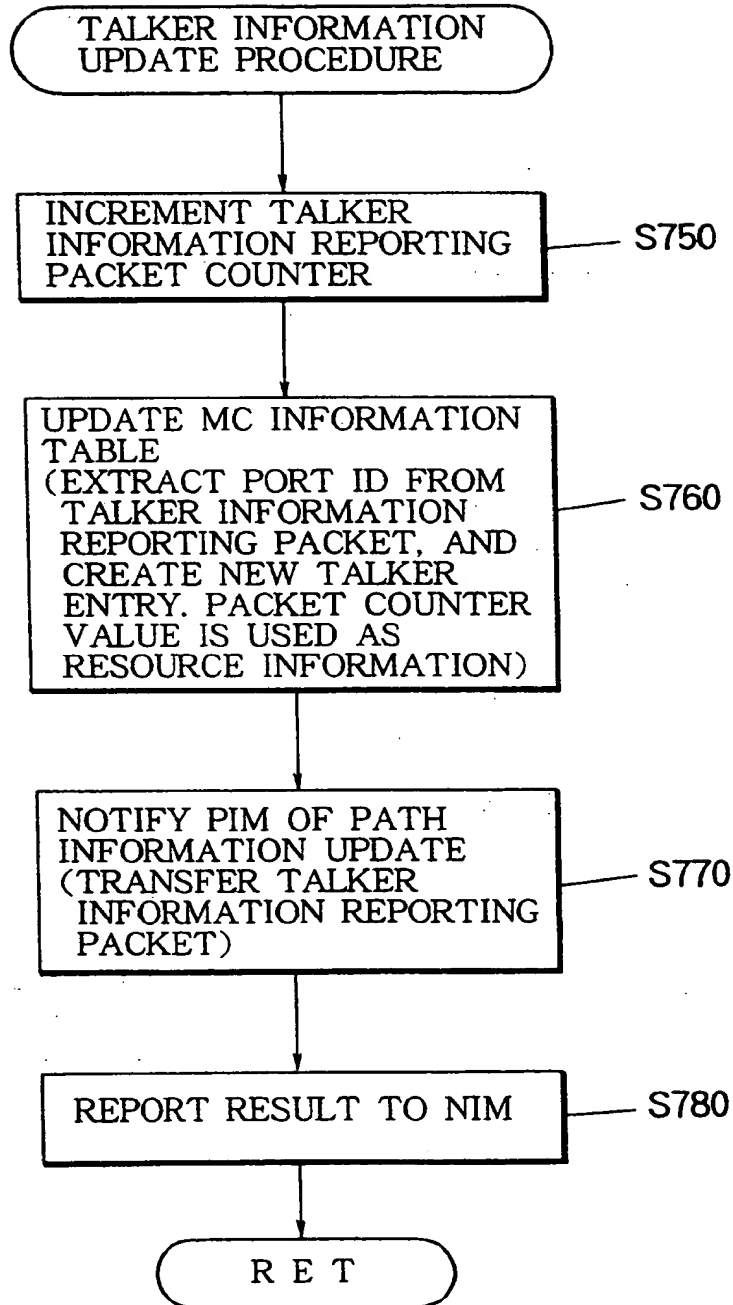 TALKER INFORMATION
UPDATE PROCEDURE
INCREMENT TALKER
INFORMATION REPORTING
PACKET COUNTER
S750
UPDATE MC INFORMATION
TABLE
(EXTRACT PORT ID FROM
TALKER INFORMATION
REPORTING PACKET, AND
CREATE NEW TALKER
ENTRY. PACKET COUNTER
VALUE IS USED AS
RESOURCE INFORMATION)
S760
NOTIFY PIM OF PATH
INFORMATION UPDATE
(TRANSFER TALKER
INFORMATION REPORTING
PACKET)
S770
REPORT RESULT TO NIM
S780
R E T